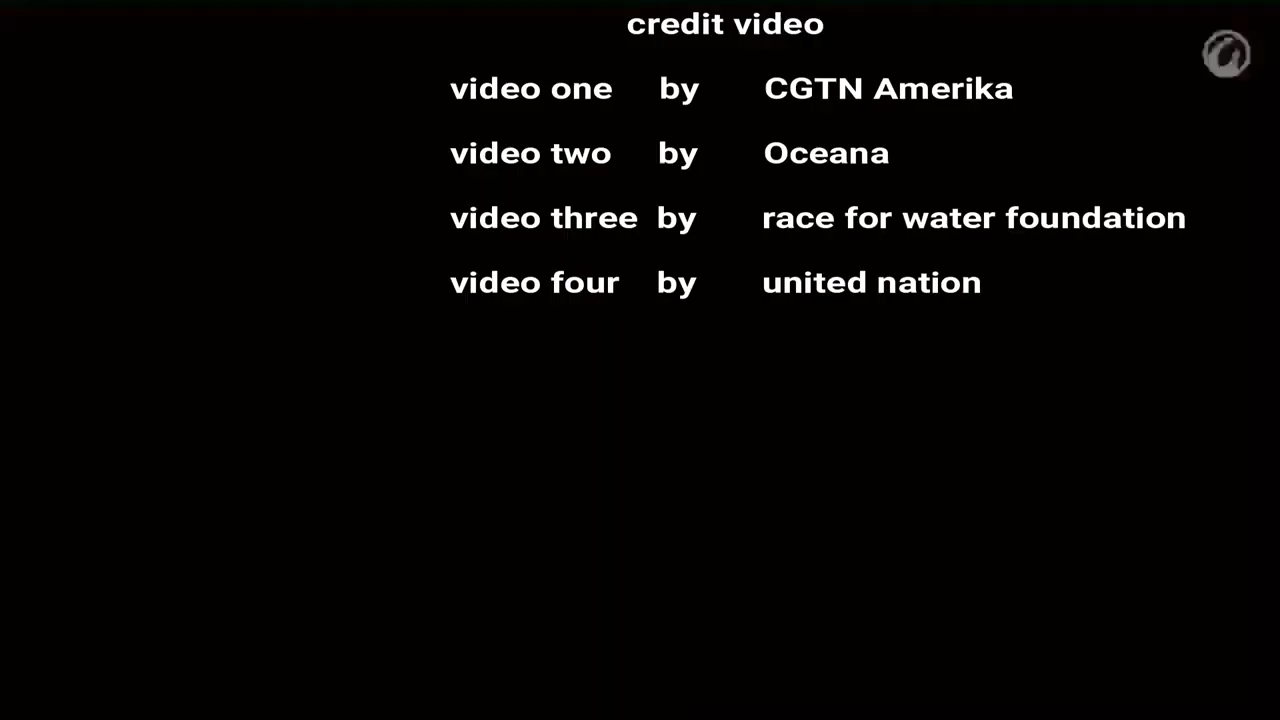 credit video
video one by CGTN Amerika
video two by Oceana
video three by race for water foundation
video four by united nation